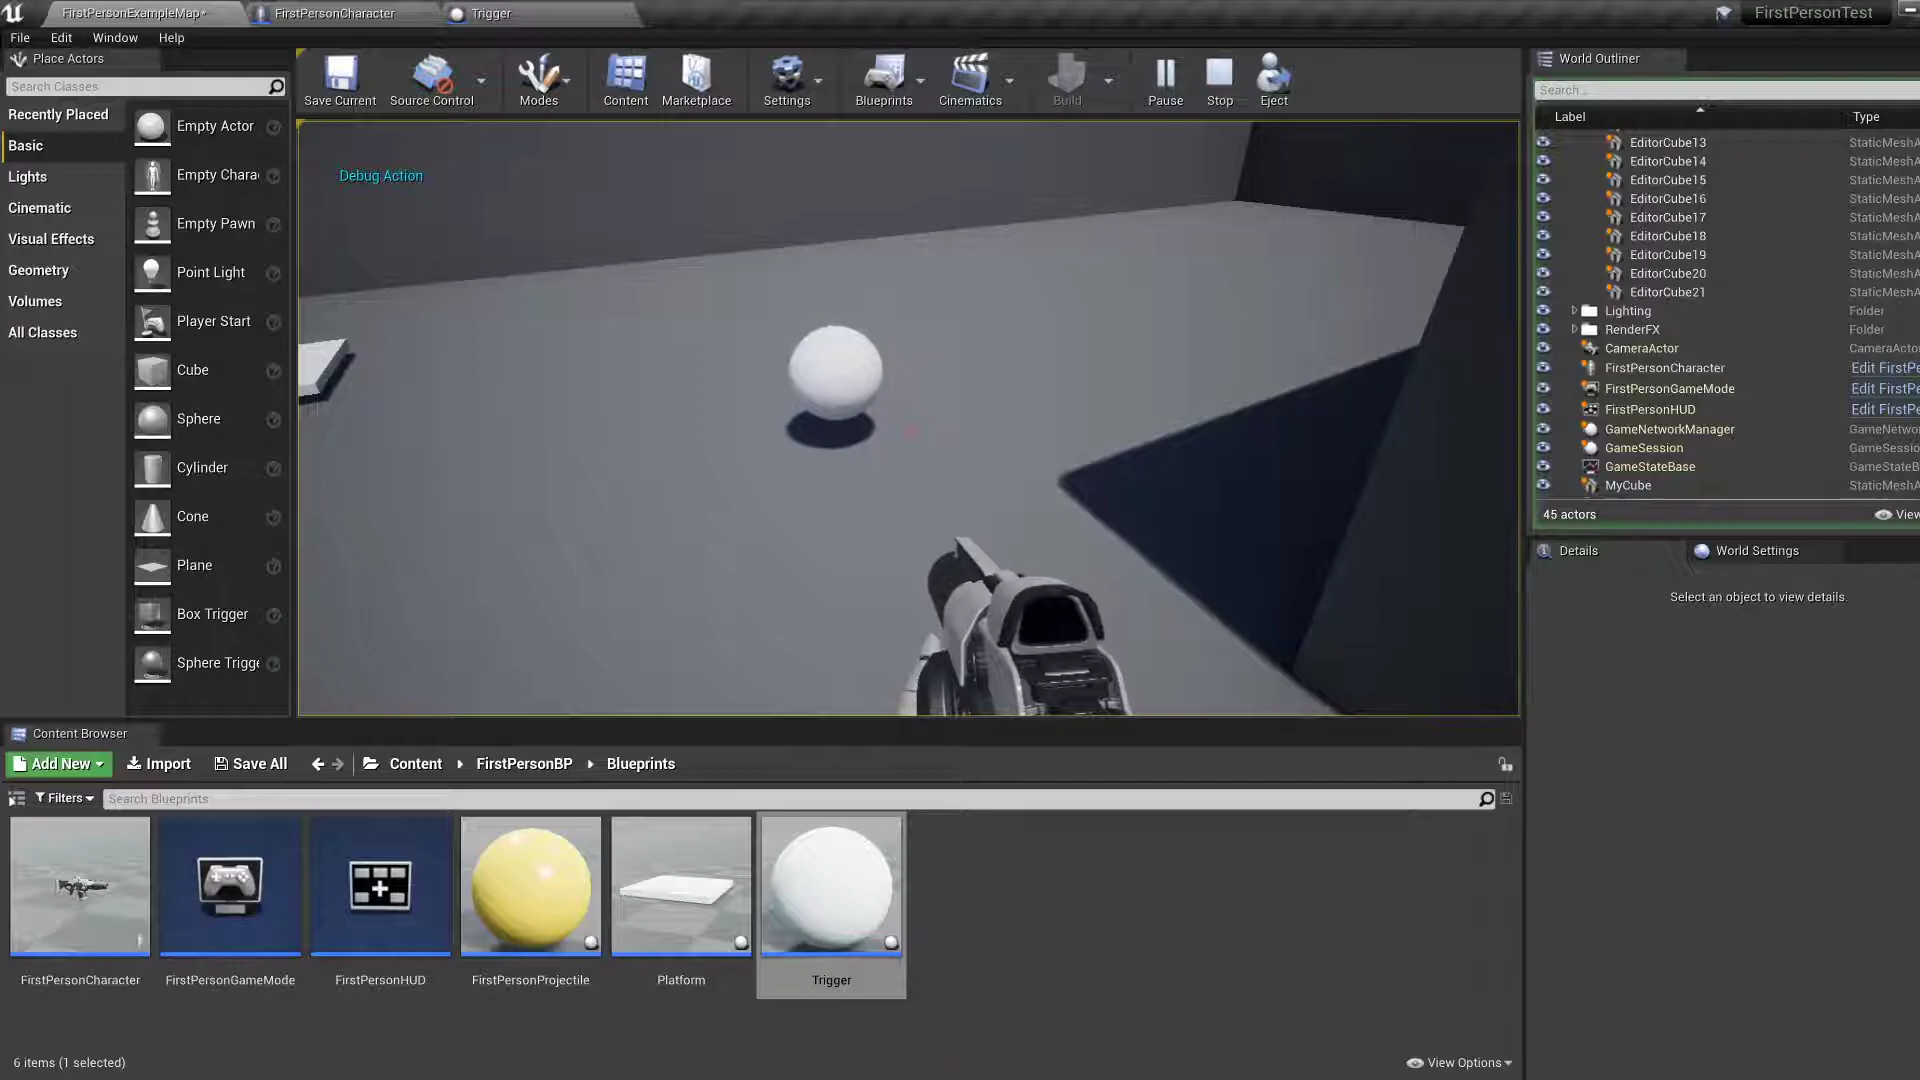 FirstPersonExampleMap*
FirstPersonCharacter
Trigger
FirstPersonTest
File Edit Window Help
Place Actors
Search Classes
Recently Placed
Basic
Lights
Cinematic
Visual Effects
Geometry
Volumes
All Classes
Empty Actor
Empty Chara
Empty Pawn
Point Light
Player Start
Cube
Sphere
Cylinder
Cone
Plane
Box Trigger
Sphere Trigge
Save Current
Source Control
Modes
Content
Marketplace
Settings
Blueprints
Cinematics
Build
Pause
Stop
Eject
Debug Action
World Outliner
Search...
Label Type
EditorCube13 StaticMeshA
EditorCube14 StaticMeshA
EditorCube15 StaticMeshA
EditorCube16 StaticMeshA
EditorCube17 StaticMeshA
EditorCube18 StaticMeshA
EditorCube19 StaticMeshA
EditorCube20 StaticMeshA
EditorCube21 StaticMeshA
Lighting Folder
RenderFX Folder
CameraActor CameraActo
FirstPersonCharacter Edit FirstPe
FirstPersonGameMode Edit FirstPe
FirstPersonHUD Edit FirstPe
GameNetworkManager GameNetwo
GameSession GameSessio
GameStateBase GameStateB
MyCube StaticMeshA
45 actors View
Details
World Settings
Select an object to view details.
Content Browser
Add New Import Save All Content FirstPersonBP Blueprints
Filters Search Blueprints
FirstPersonCharacter
FirstPersonGameMode
FirstPersonHUD
FirstPersonProjectile
Platform
Trigger
6 items (1 selected)
View Options